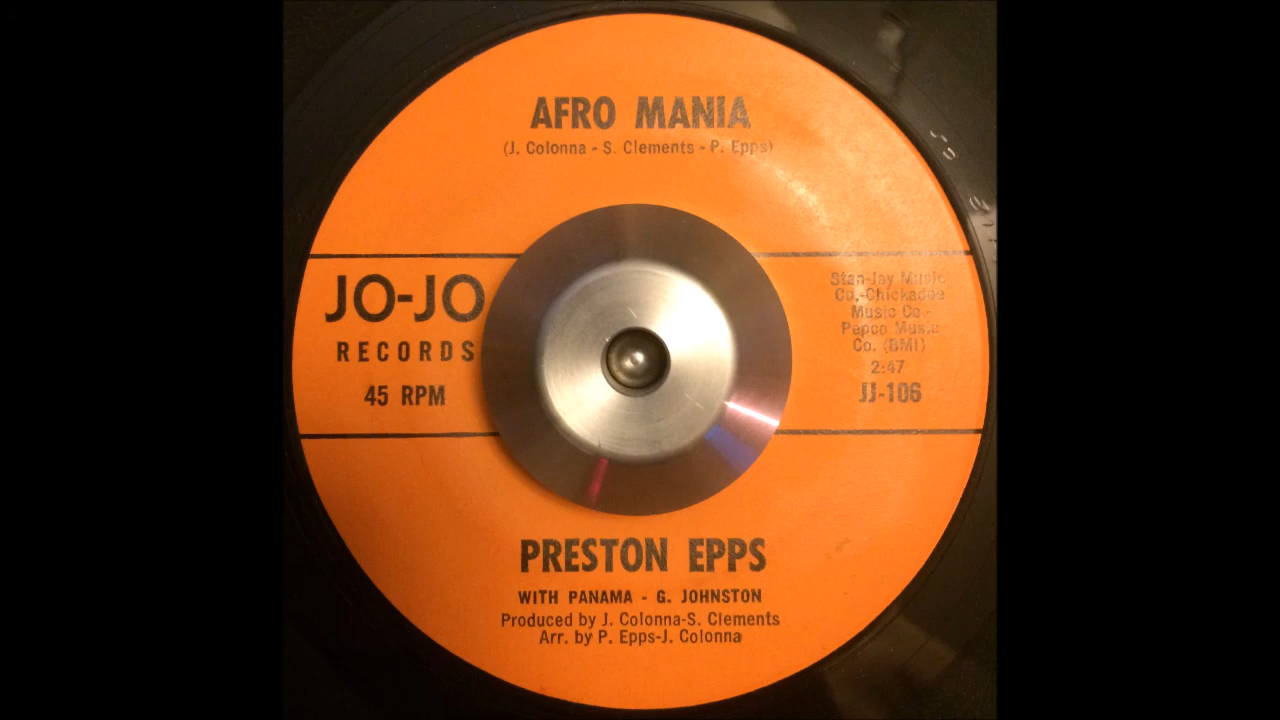 AFRO MANIA
(J. Colonna - S. Clements - P. Epps)
JO-JO
RECORDS
45 RPM
Stan-Jay Music
Co.-Chickadee
Music Co.-
Pepco Music
Co. (BMI)
2:47
JJ-106
PRESTON EPPS
WITH PANAMA - G. JOHNSTON
Produced by J. Colonna-S. Clements
Arr. by P. Epps-J. Colonna